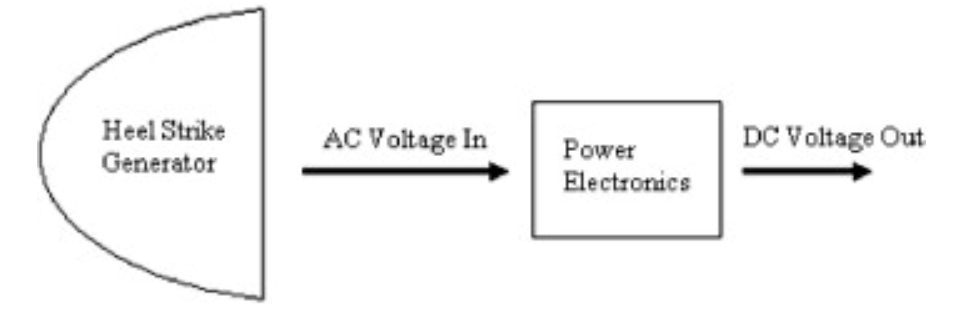 Heel Strike
Generator
AC Voltage In
Power
Electronics
DC Voltage Out